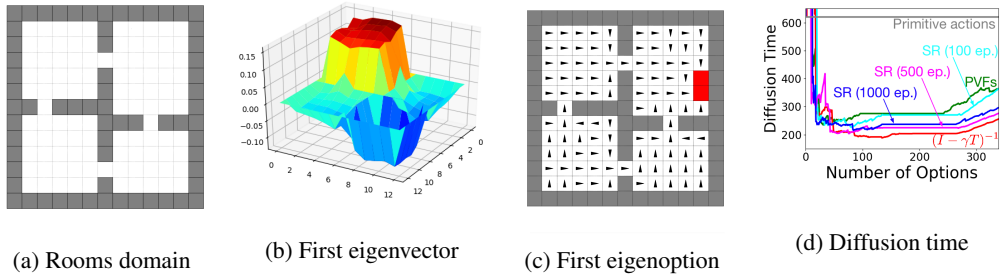 0.15
0.10
0.05
0.00
−0.05
−0.10
0 2 4 6 8 10 12
12 10 8 6 4 2 0
Diffusion Time
600
500
400
300
200
Primitive actions
SR (100 ep.)
SR (500 ep.)
PVFs
SR (1000 ep.)
(I − γT)⁻¹
0 100 200 300
Number of Options
(a) Rooms domain
(b) First eigenvector
(c) First eigenoption
(d) Diffusion time